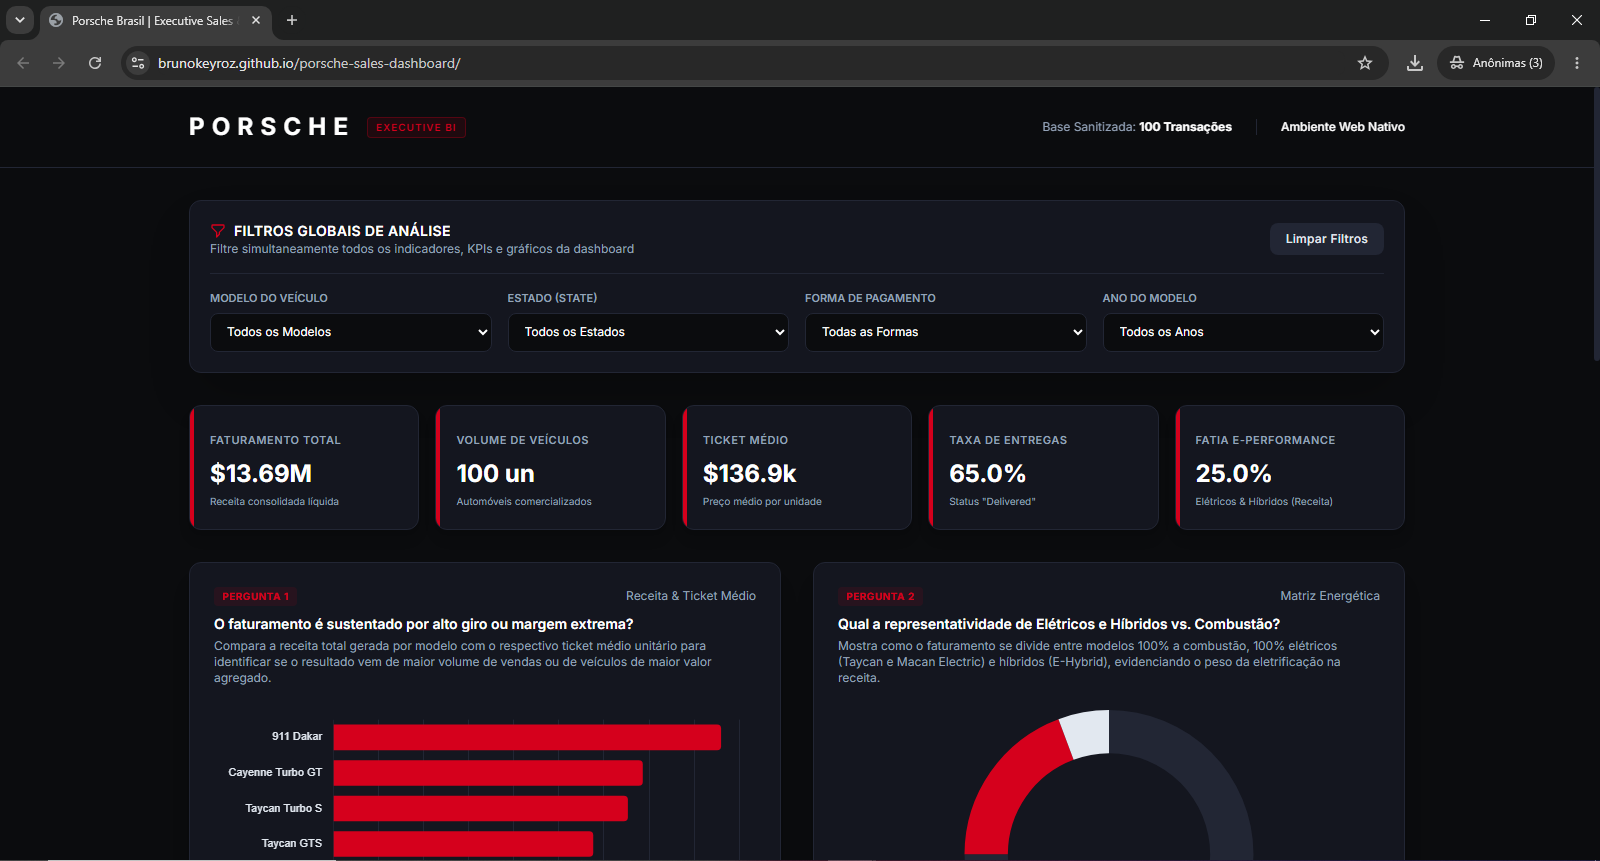 Porsche Brasil | Executive Sales
brunokeyroz.github.io/porsche-sales-dashboard/
Anônimas (3)
PORSCHE
EXECUTIVE BI
Base Sanitizada: 100 Transações
Ambiente Web Nativo
FILTROS GLOBAIS DE ANÁLISE
Filtre simultaneamente todos os indicadores, KPIs e gráficos da dashboard
Limpar Filtros
MODELO DO VEÍCULO
Todos os Modelos
ESTADO (STATE)
Todos os Estados
FORMA DE PAGAMENTO
Todas as Formas
ANO DO MODELO
Todos os Anos
FATURAMENTO TOTAL
$13.69M
Receita consolidada líquida
VOLUME DE VEÍCULOS
100 un
Automóveis comercializados
TICKET MÉDIO
$136.9k
Preço médio por unidade
TAXA DE ENTREGAS
65.0%
Status "Delivered"
FATIA E-PERFORMANCE
25.0%
Elétricos & Híbridos (Receita)
PERGUNTA 1
Receita & Ticket Médio
O faturamento é sustentado por alto giro ou margem extrema?
Compara a receita total gerada por modelo com o respectivo ticket médio unitário para
identificar se o resultado vem de maior volume de vendas ou de veículos de maior valor
agregado.
911 Dakar
Cayenne Turbo GT
Taycan Turbo S
Taycan GTS
PERGUNTA 2
Matriz Energética
Qual a representatividade de Elétricos e Híbridos vs. Combustão?
Mostra como o faturamento se divide entre modelos 100% a combustão, 100% elétricos
(Taycan e Macan Electric) e híbridos (E-Hybrid), evidenciando o peso da eletrificação na
receita.